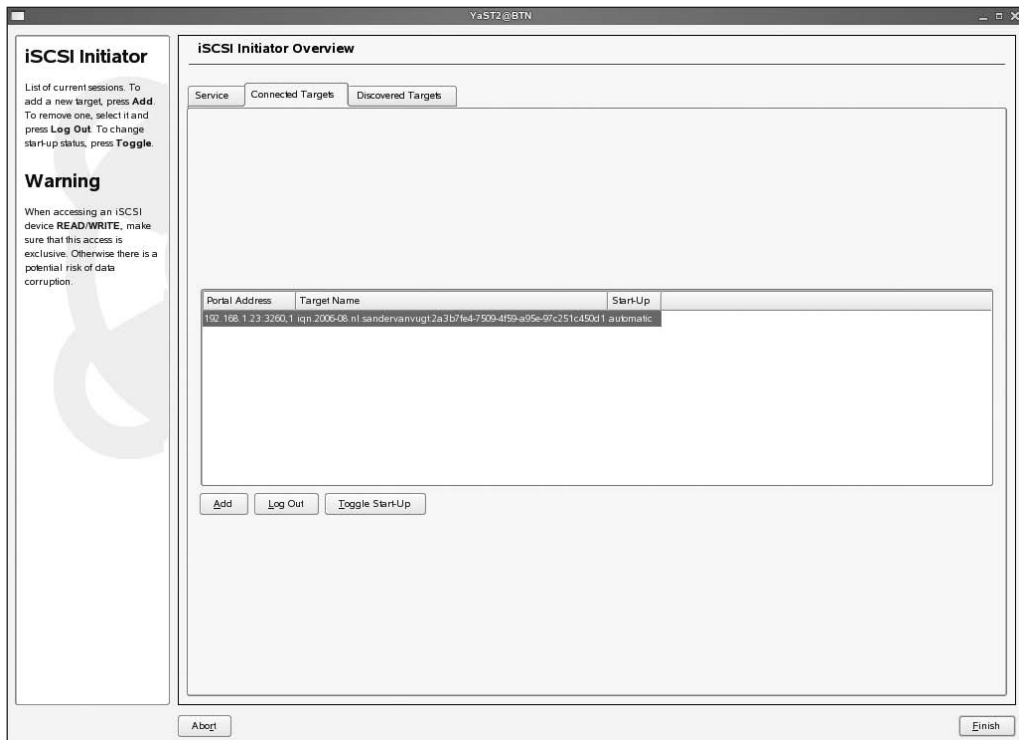 YaST2@BTN
iSCSI Initiator
List of current sessions. To
add a new target, press Add.
To remove one, select it and
press Log Out. To change
start-up status, press Toggle.
Warning
When accessing an iSCSI
device READ/WRITE, make
sure that this access is
exclusive. Otherwise there is a
potential risk of data
corruption.
iSCSI Initiator Overview
Service
Connected Targets
Discovered Targets
Portal Address
Target Name
Start-Up
192.168.1.23:3260,1 iqn.2006-08.nl.sandervanvugt:2a3b7fe4-7509-4f59-a95e-97c251c450d1 automatic
Add
Log Out
Toggle Start-Up
Abort
Finish